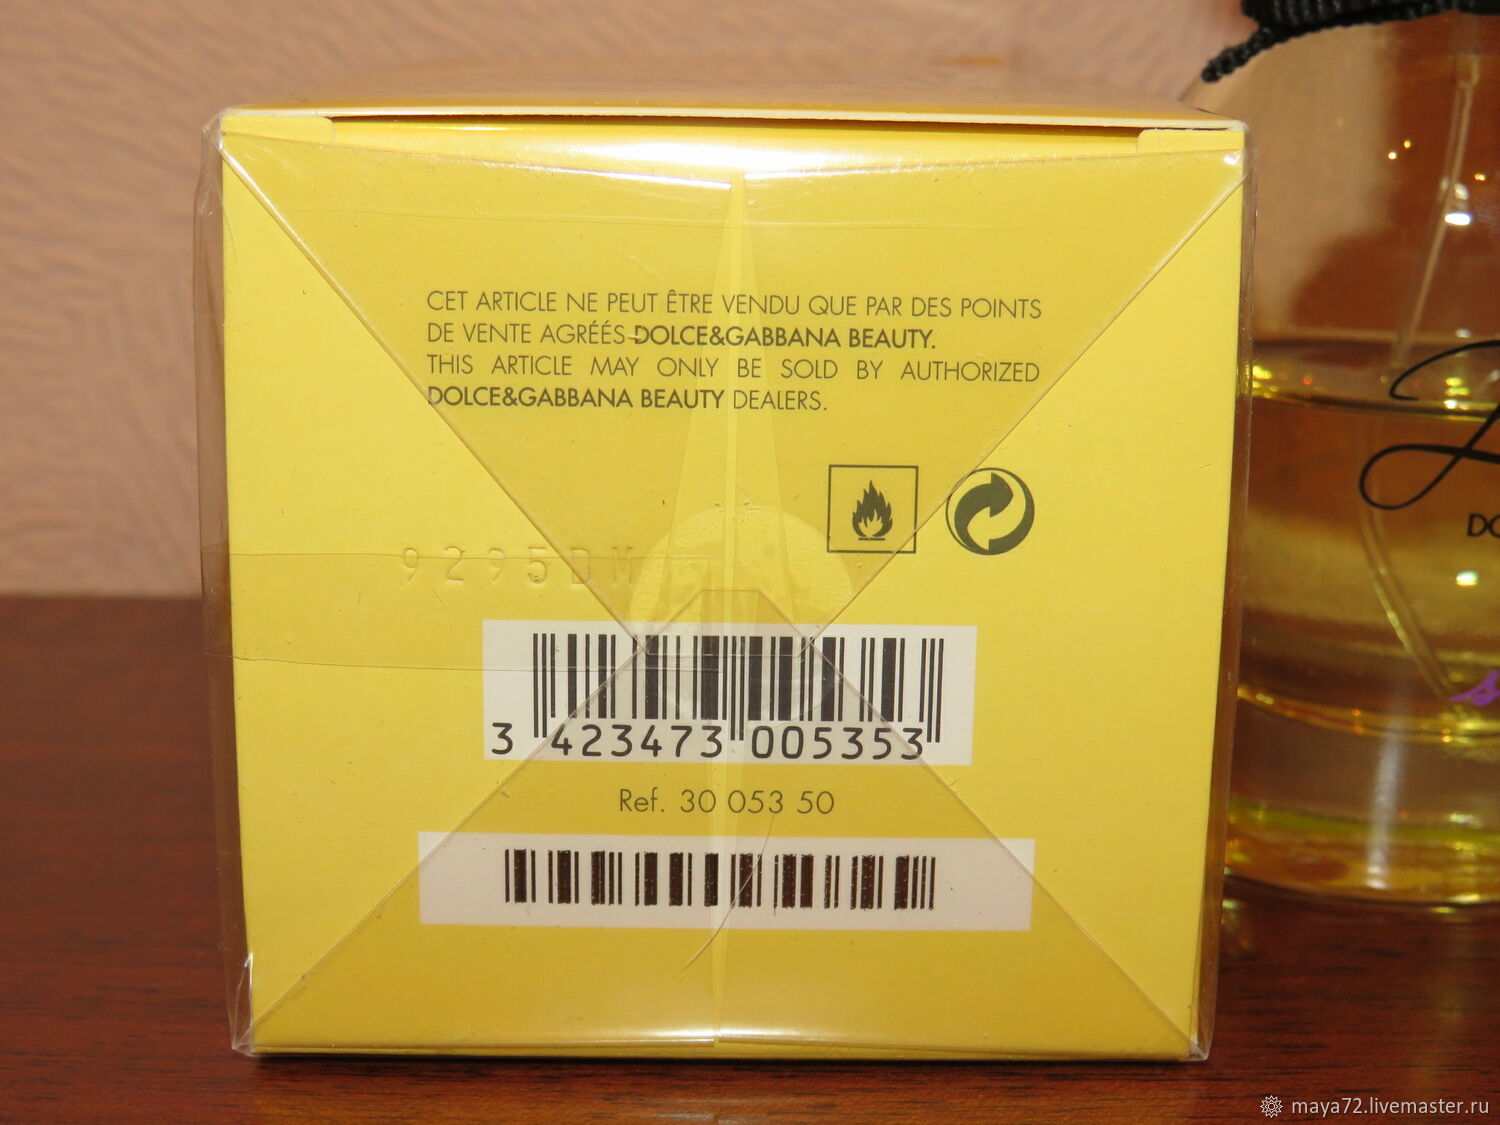 CET ARTICLE NE PEUT ÊTRE VENDU QUE PAR DES POINTS
DE VENTE AGRÉÉS DOLCE&GABBANA BEAUTY.
THIS ARTICLE MAY ONLY BE SOLD BY AUTHORIZED
DOLCE&GABBANA BEAUTY DEALERS.
9295DM
3 423473 005353
Ref. 30 053 50
maya72.livemaster.ru